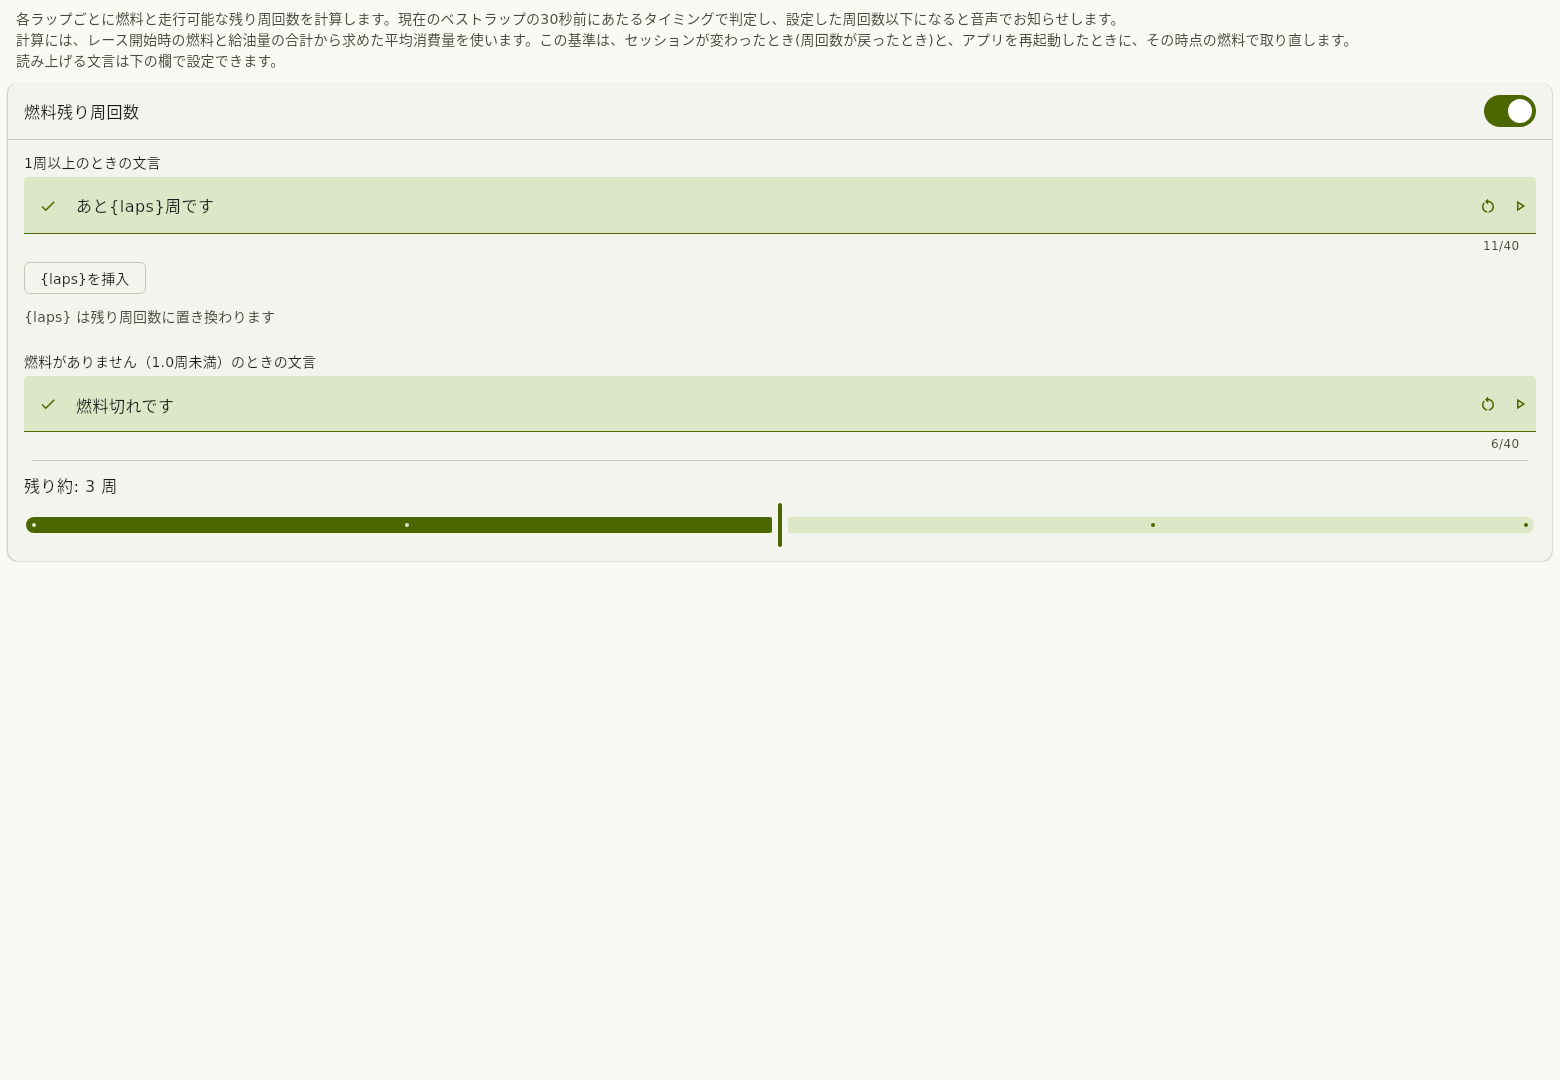 各ラップごとに燃料と走行可能な残り周回数を計算します。現在のベストラップの30秒前にあたるタイミングで判定し、設定した周回数以下になると音声でお知らせします。
計算には、レース開始時の燃料と給油量の合計から求めた平均消費量を使います。この基準は、セッションが変わったとき(周回数が戻ったとき)と、アプリを再起動したときに、その時点の燃料で取り直します。
読み上げる文言は下の欄で設定できます。
燃料残り周回数
1周以上のときの文言
あと{laps}周です
11/40
{laps}を挿入
{laps} は残り周回数に置き換わります
燃料がありません（1.0周未満）のときの文言
燃料切れです
6/40
残り約: 3 周